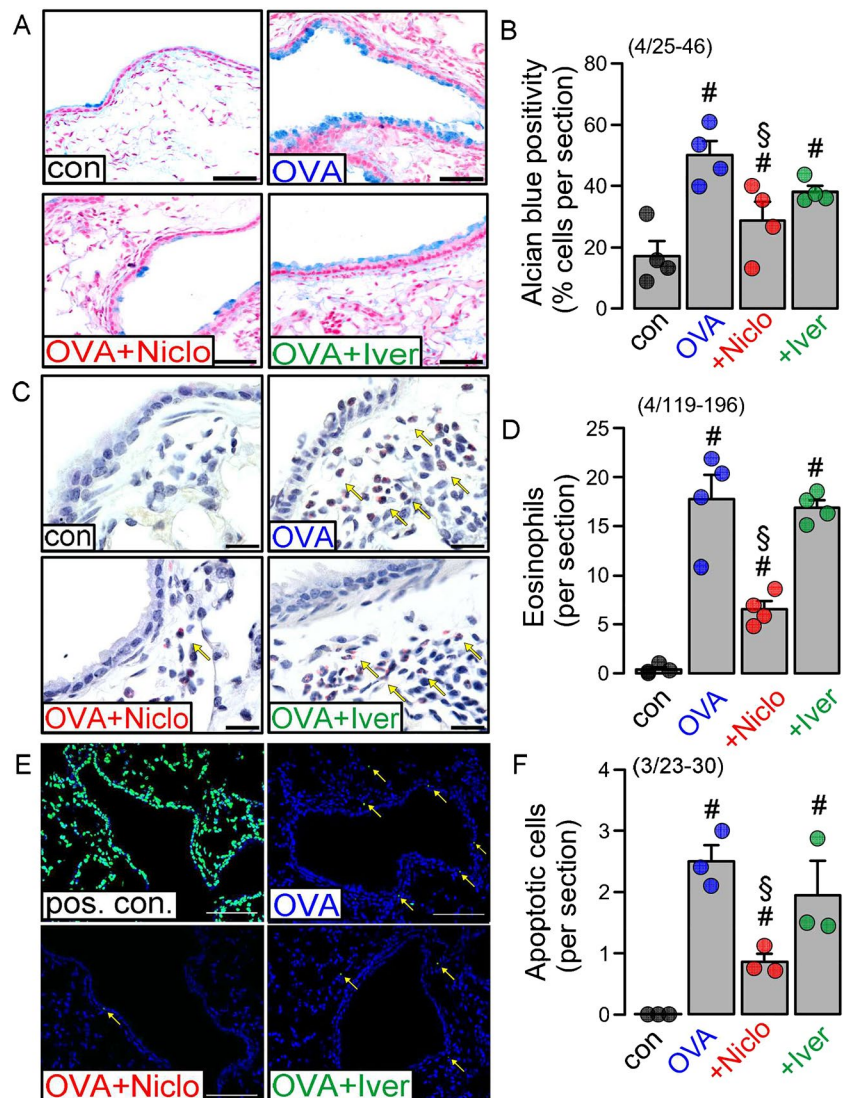 A
con
OVA
OVA+Niclo
OVA+Iver
B
(4/25-46)
Alcian blue positivity
(% cells per section)
80
60
40
20
0
#
§
#
#
con
OVA
+Niclo
+Iver
C
con
OVA
OVA+Niclo
OVA+Iver
D
(4/119-196)
Eosinophils
(per section)
25
20
15
10
5
0
#
§
#
#
con
OVA
+Niclo
+Iver
E
pos. con.
OVA
OVA+Niclo
OVA+Iver
F
(3/23-30)
Apoptotic cells
(per section)
4
3
2
1
0
#
§
#
#
con
OVA
+Niclo
+Iver